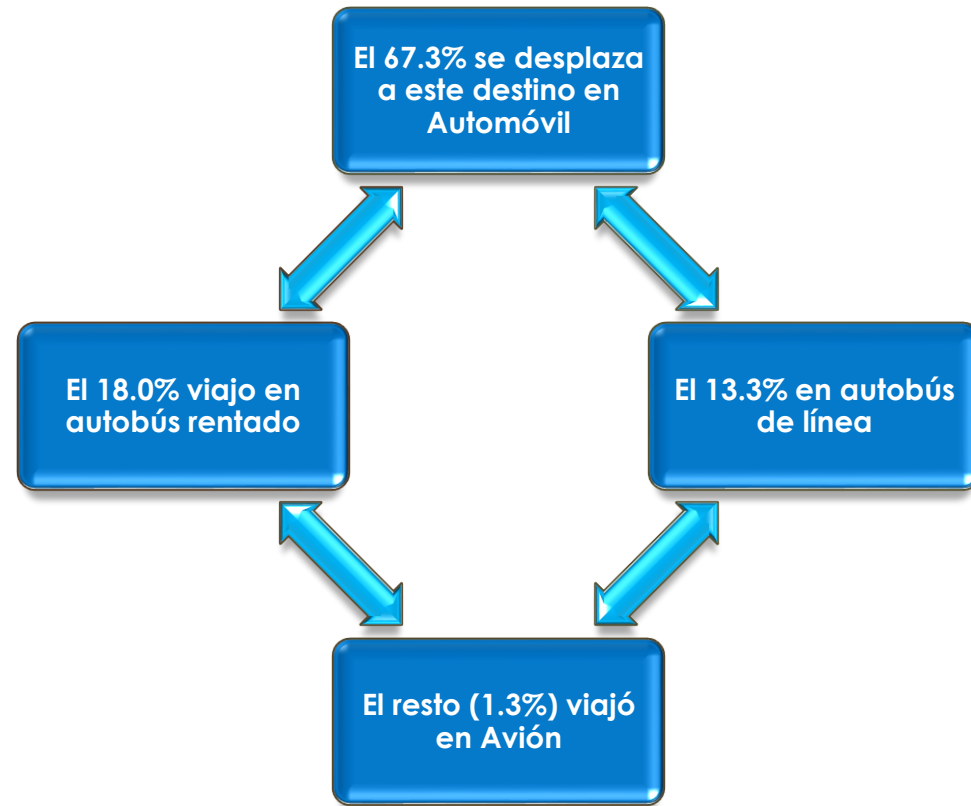 El 67.3% se desplaza
a este destino en
Automóvil
El 18.0% viajo en
autobús rentado
El 13.3% en autobús
de línea
El resto (1.3%) viajó
en Avión